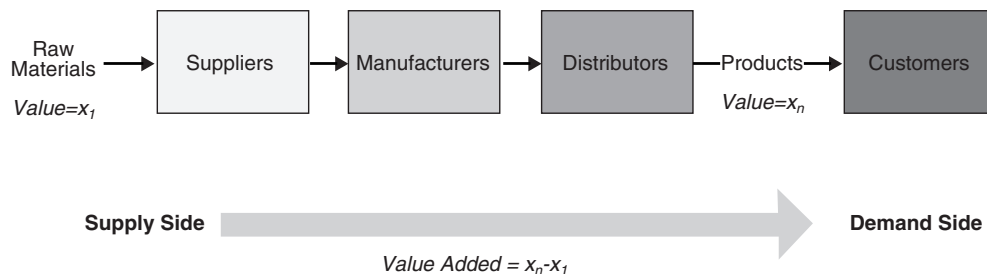 Raw
Materials
Suppliers
Manufacturers
Distributors
Products
Customers
Value=x₁
Value=xₙ
Supply Side
Demand Side
Value Added = xₙ-x₁